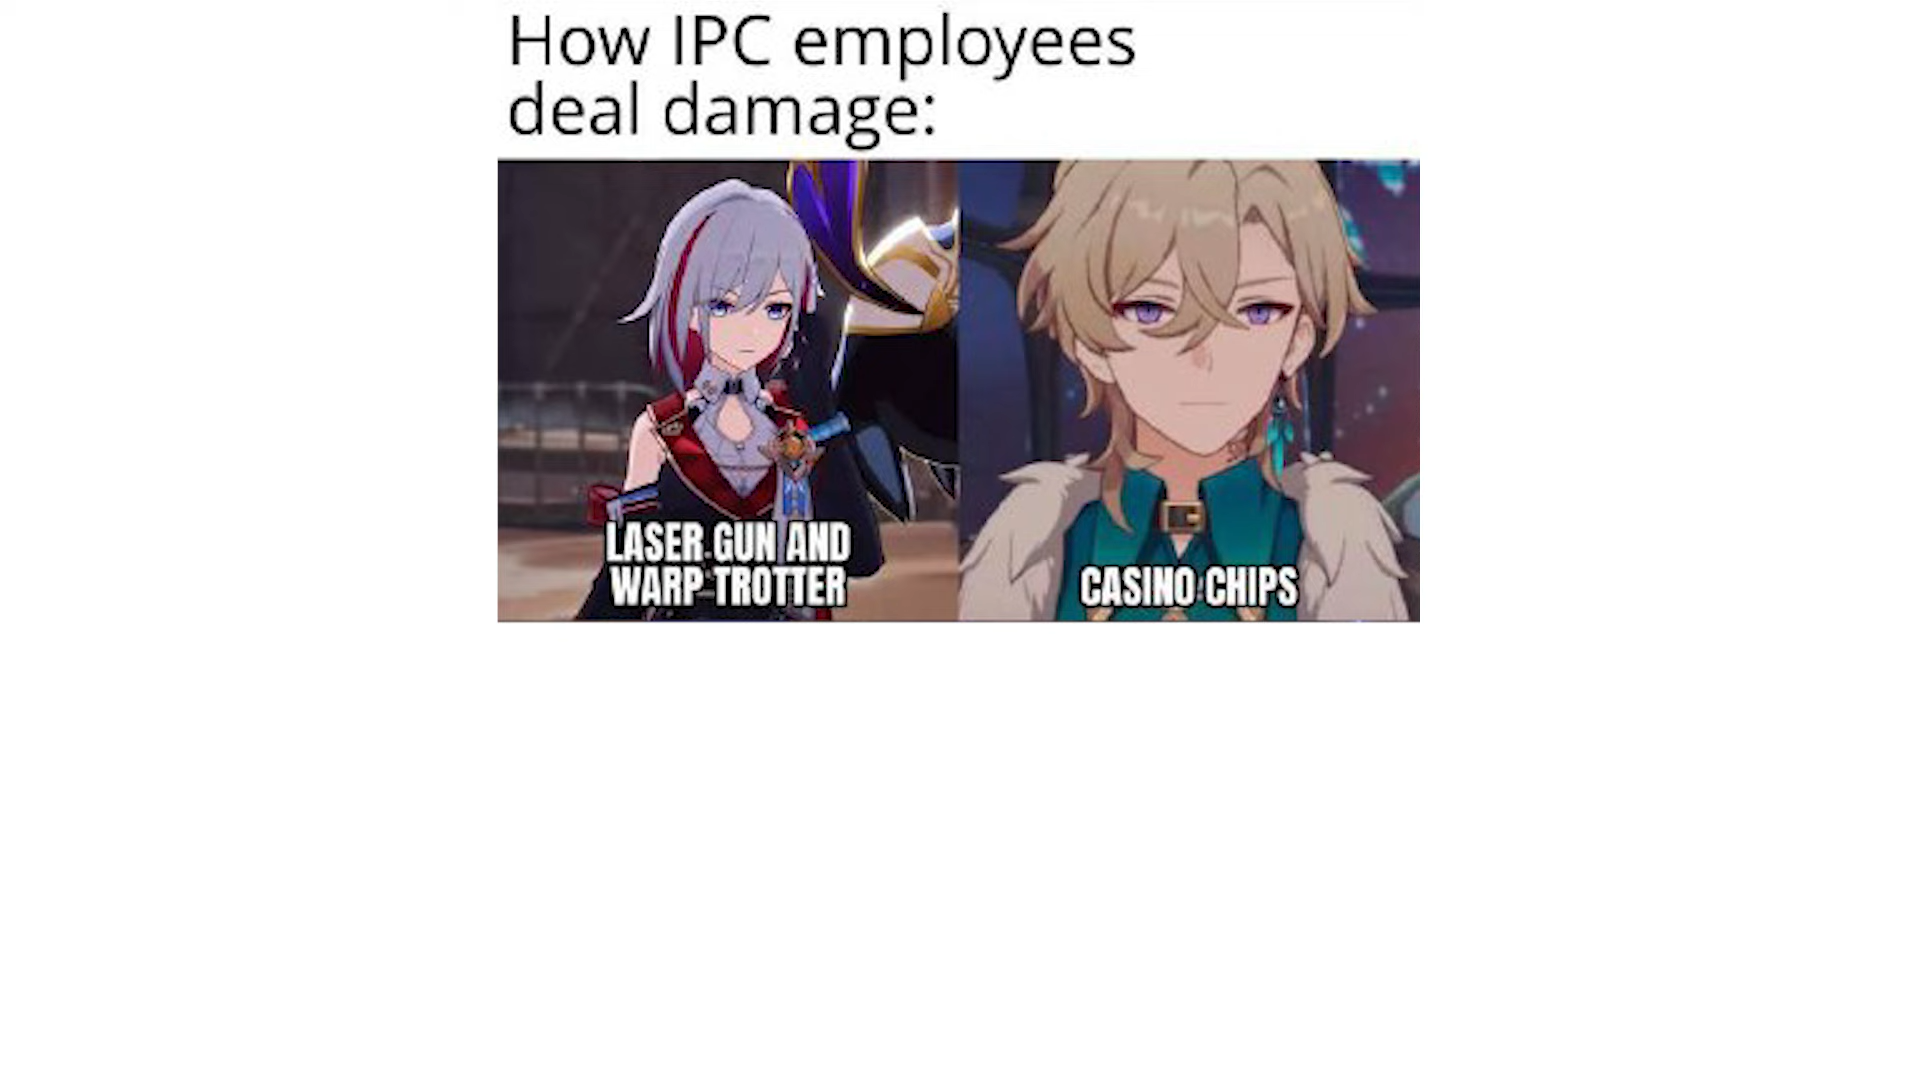 How IPC employees
deal damage:
LASER GUN AND
WARP TROTTER
CASINO CHIPS